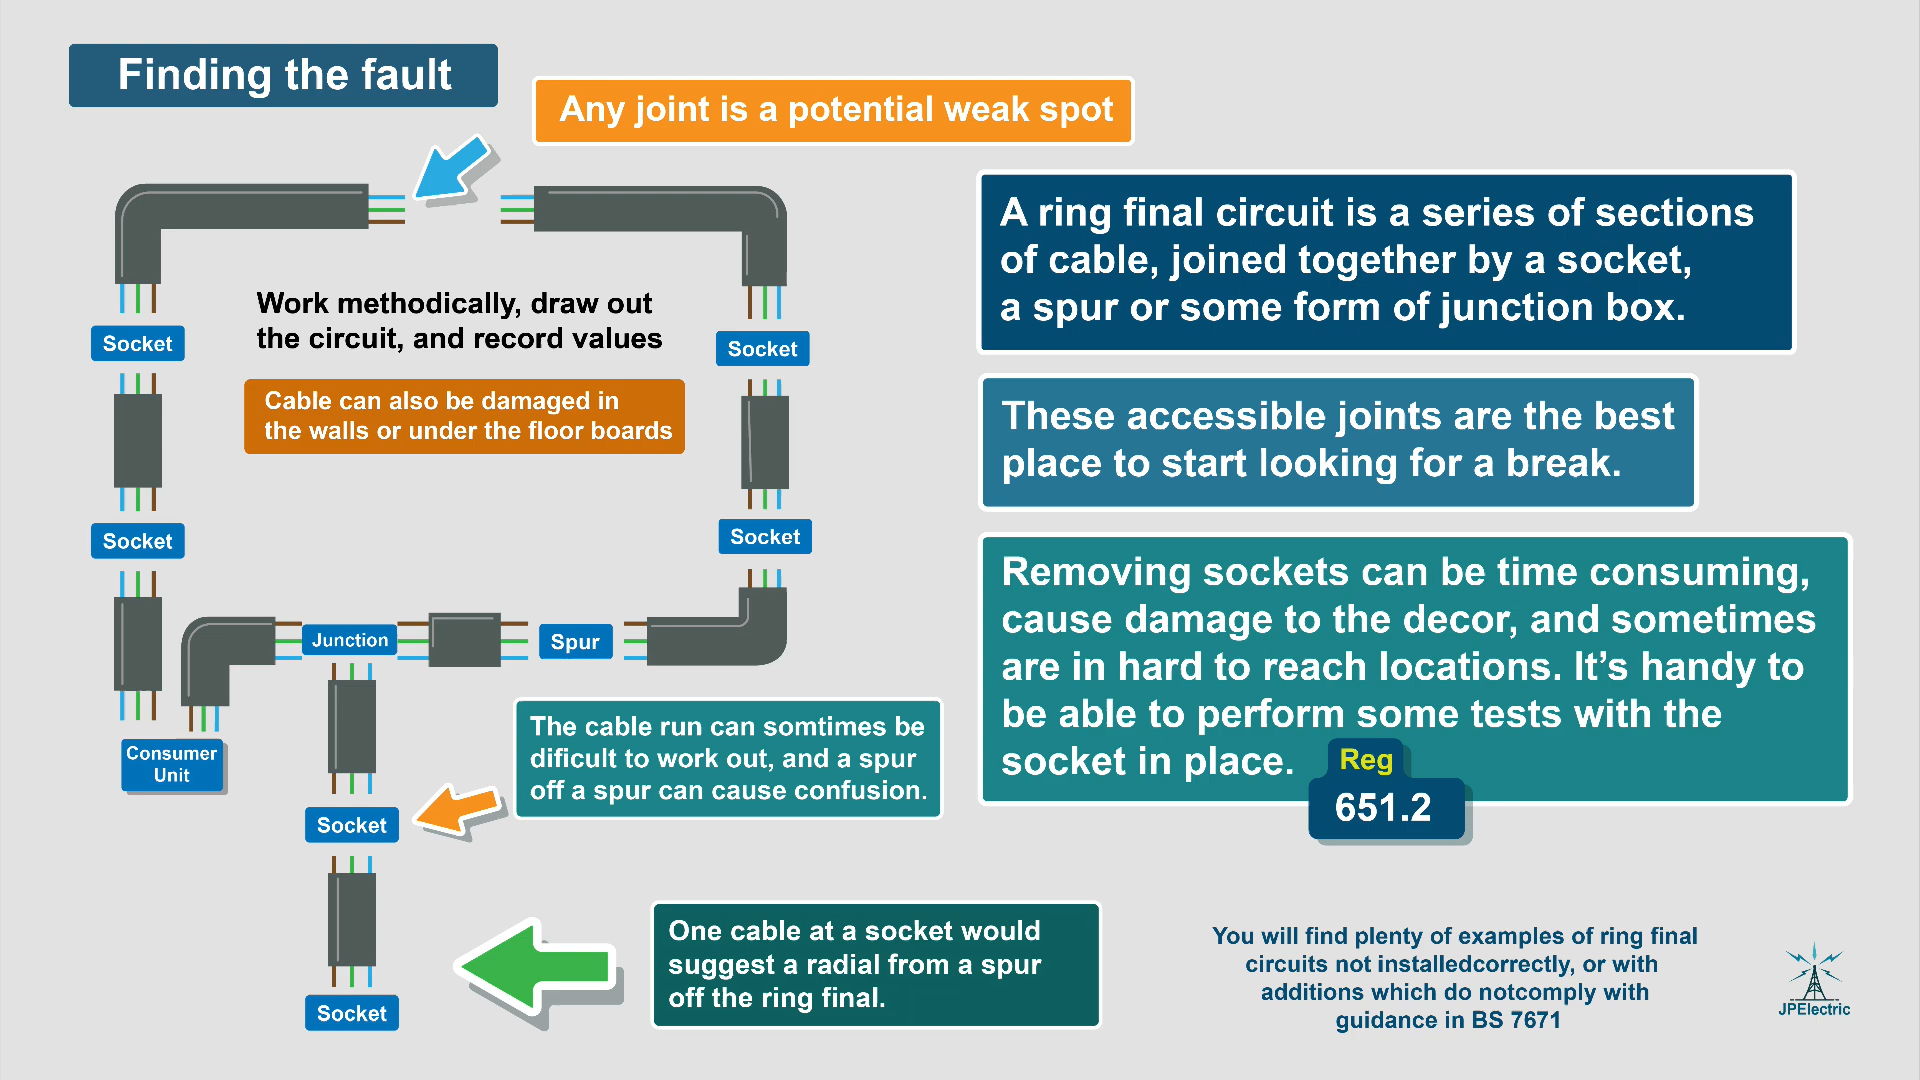 Finding the fault
Any joint is a potential weak spot
A ring final circuit is a series of sections
of cable, joined together by a socket,
a spur or some form of junction box.
Work methodically, draw out
the circuit, and record values
Socket
Socket
Cable can also be damaged in
the walls or under the floor boards
These accessible joints are the best
place to start looking for a break.
Socket
Socket
Removing sockets can be time consuming,
cause damage to the decor, and sometimes
are in hard to reach locations. It’s handy to
be able to perform some tests with the
socket in place.
Reg
651.2
Junction
Spur
Consumer
Unit
The cable run can somtimes be
dificult to work out, and a spur
off a spur can cause confusion.
Socket
One cable at a socket would
suggest a radial from a spur
off the ring final.
Socket
You will find plenty of examples of ring final
circuits not installedcorrectly, or with
additions which do notcomply with
guidance in BS 7671
JPElectric